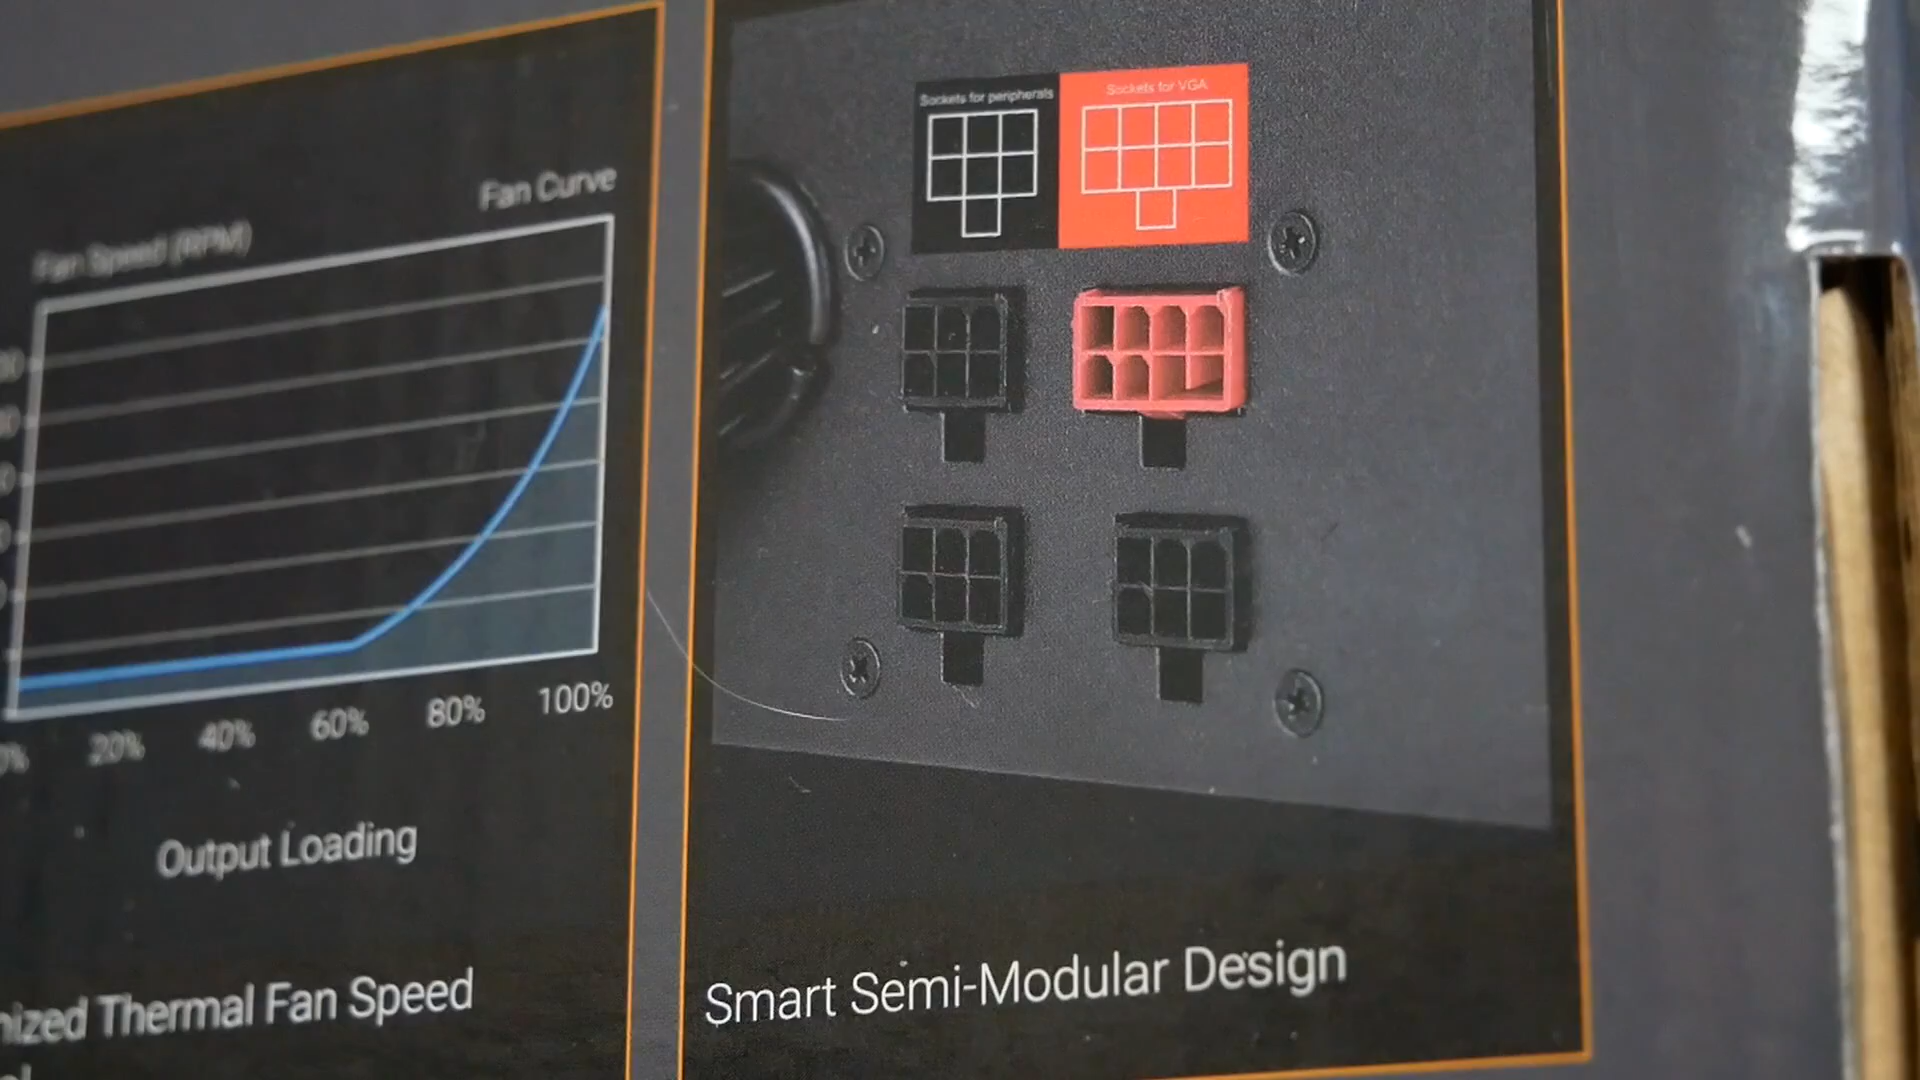 Fan Curve
Fan Speed (RPM)
20%
40%
60%
80%
100%
Output Loading
Thermal Fan Speed
Sockets for peripherals
Sockets for VGA
Smart Semi-Modular Design